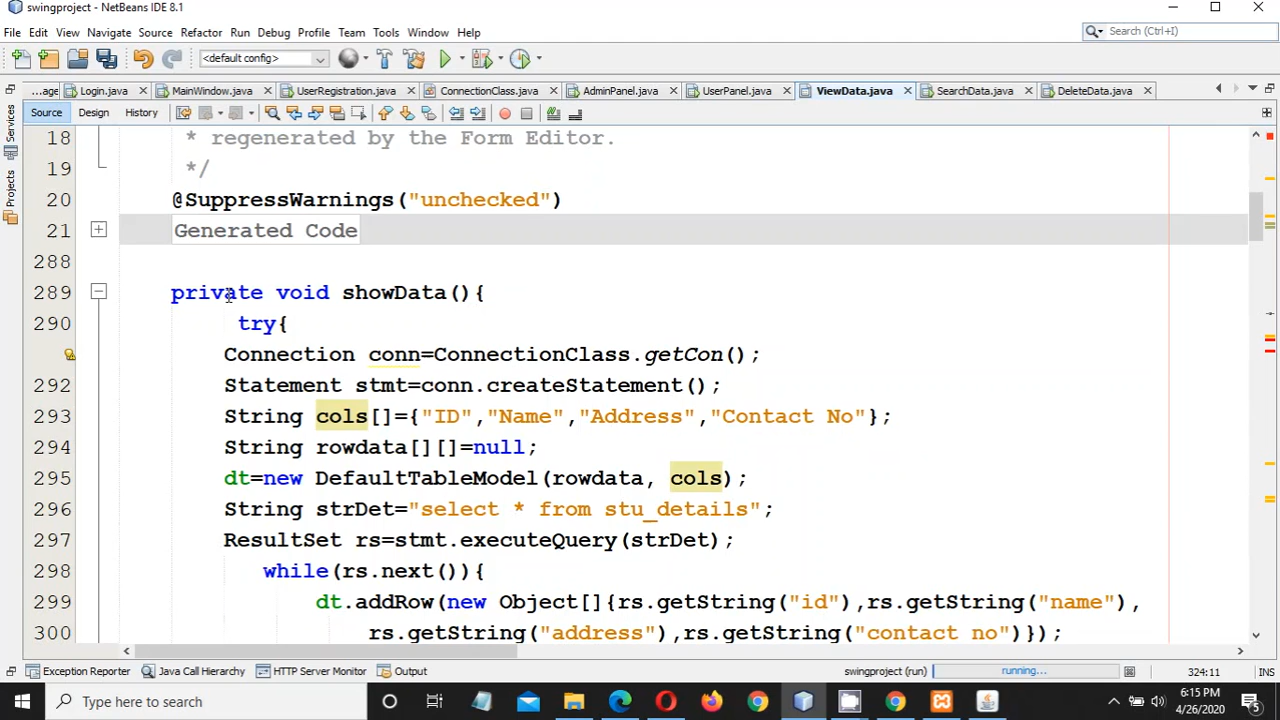 swingproject - NetBeans IDE 8.1
File Edit View Navigate Source Refactor Run Debug Profile Team Tools Window Help
Search (Ctrl+I)
<default config>
...age Login.java MainWindow.java UserRegistration.java ConnectionClass.java AdminPanel.java UserPanel.java ViewData.java SearchData.java DeleteData.java
Source Design History
Services
Projects
18 * regenerated by the Form Editor.
19 */
20 @SuppressWarnings("unchecked")
21 Generated Code
288
289 private void showData(){
290 try{
Connection conn=ConnectionClass.getCon();
292 Statement stmt=conn.createStatement();
293 String cols[]={"ID","Name","Address","Contact No"};
294 String rowdata[][]=null;
295 dt=new DefaultTableModel(rowdata, cols);
296 String strDet="select * from stu_details";
297 ResultSet rs=stmt.executeQuery(strDet);
298 while(rs.next()){
299 dt.addRow(new Object[]{rs.getString("id"),rs.getString("name"),
300 rs.getString("address"),rs.getString("contact no")});
Exception Reporter Java Call Hierarchy HTTP Server Monitor Output swingproject (run) running... 324:11 INS
Type here to search
6:15 PM
4/26/2020
5